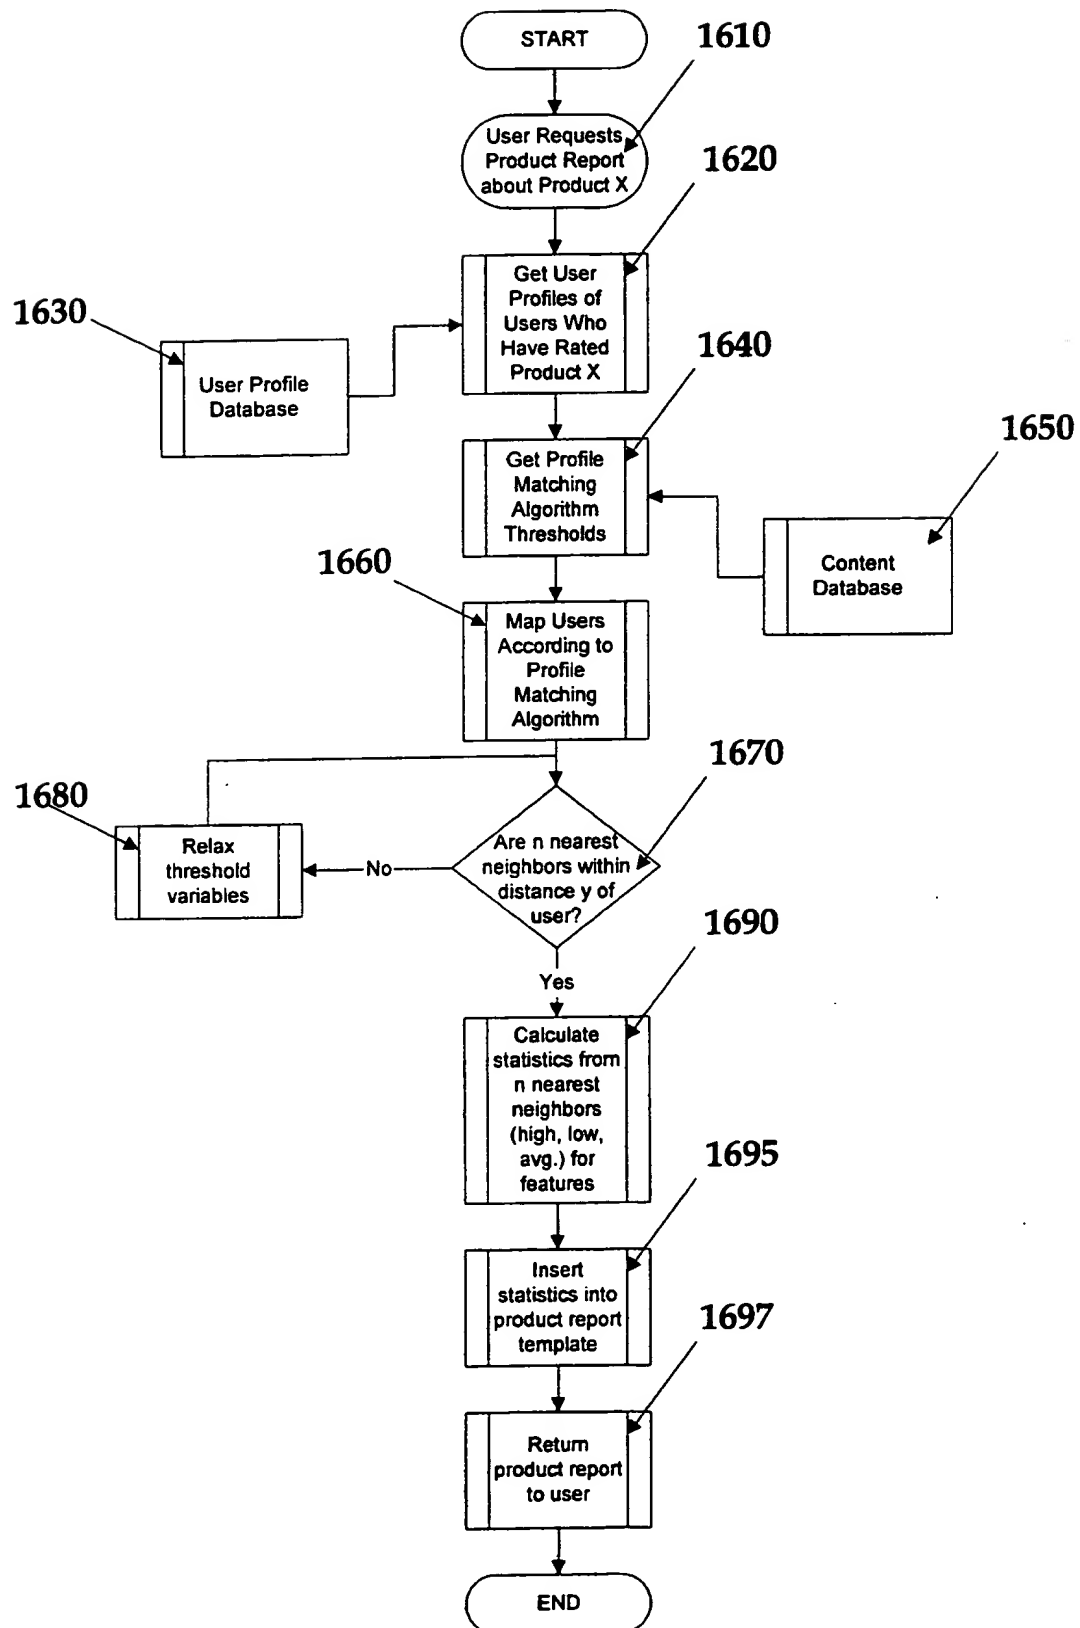 START
1610
User Requests
Product Report
about Product X
1620
Get User
Profiles of
Users Who
Have Rated
Product X
1630
User Profile
Database
1640
Get Profile
Matching
Algorithm
Thresholds
1650
Content
Database
1660
Map Users
According to
Profile
Matching
Algorithm
1670
Are n nearest
neighbors within
distance y of
user?
No
1680
Relax
threshold
variables
Yes
1690
Calculate
statistics from
n nearest
neighbors
(high, low,
avg.) for
features
1695
Insert
statistics into
product report
template
1697
Return
product report
to user
END